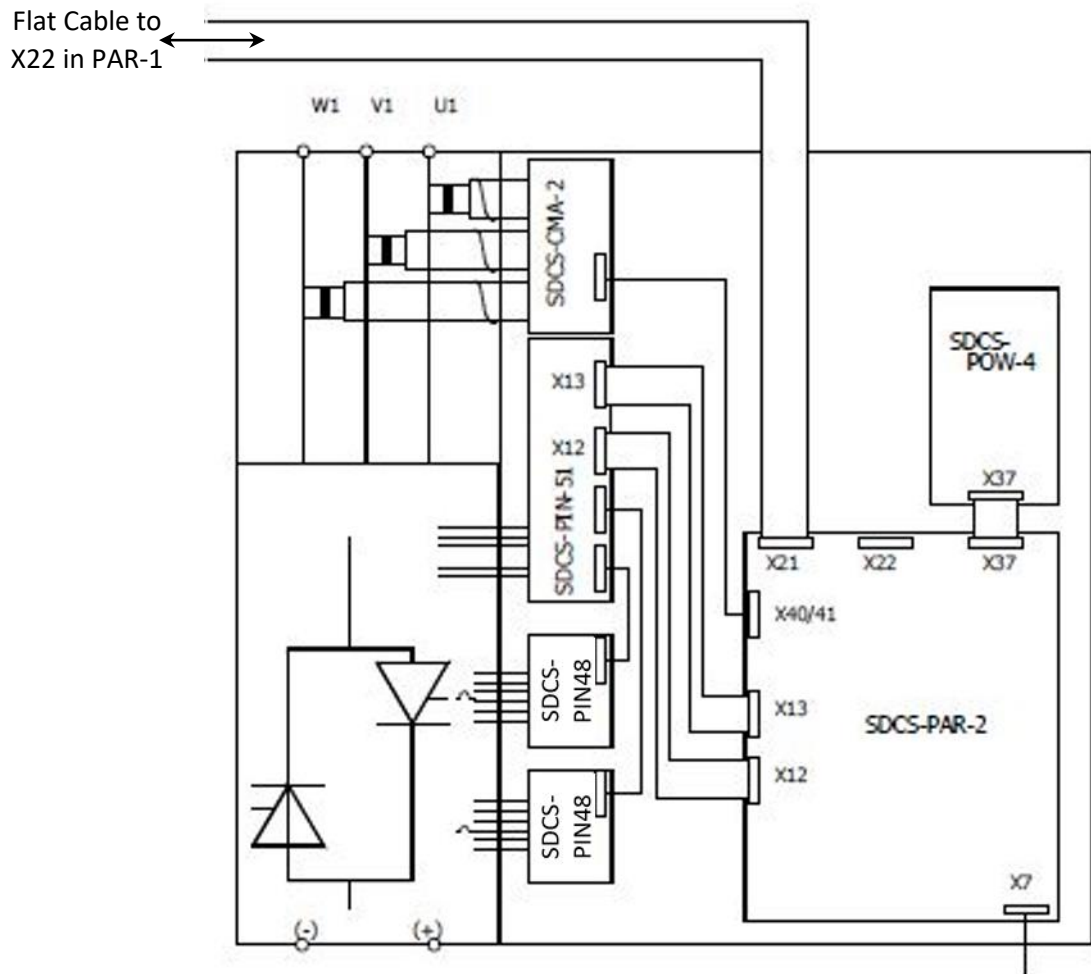 Flat Cable to
X22 in PAR-1
W1 V1 U1
SDCS-CMA-2
X13
X12
SDCS-PIN-51
SDCS-
POW-4
X37
X21 X22 X37
X40/41
X13
X12
SDCS-PAR-2
X7
SDCS-
PIN48
SDCS-
PIN48
(-) (+)